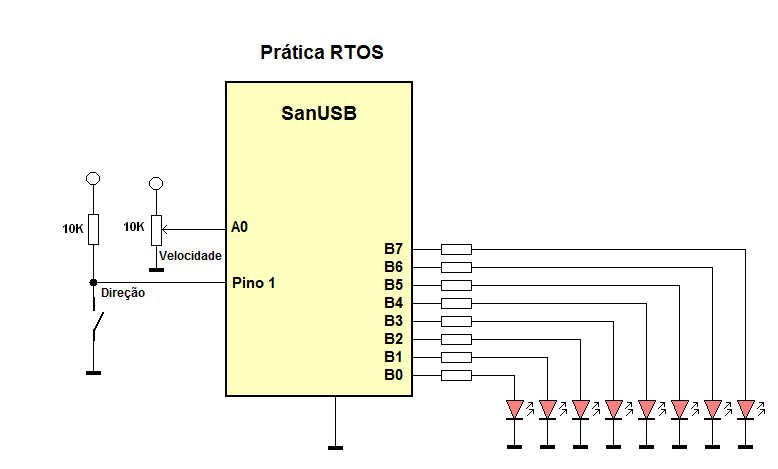 Prática RTOS
SanUSB
10K
10K
A0
Velocidade
Pino 1
Direção
B7
B6
B5
B4
B3
B2
B1
B0